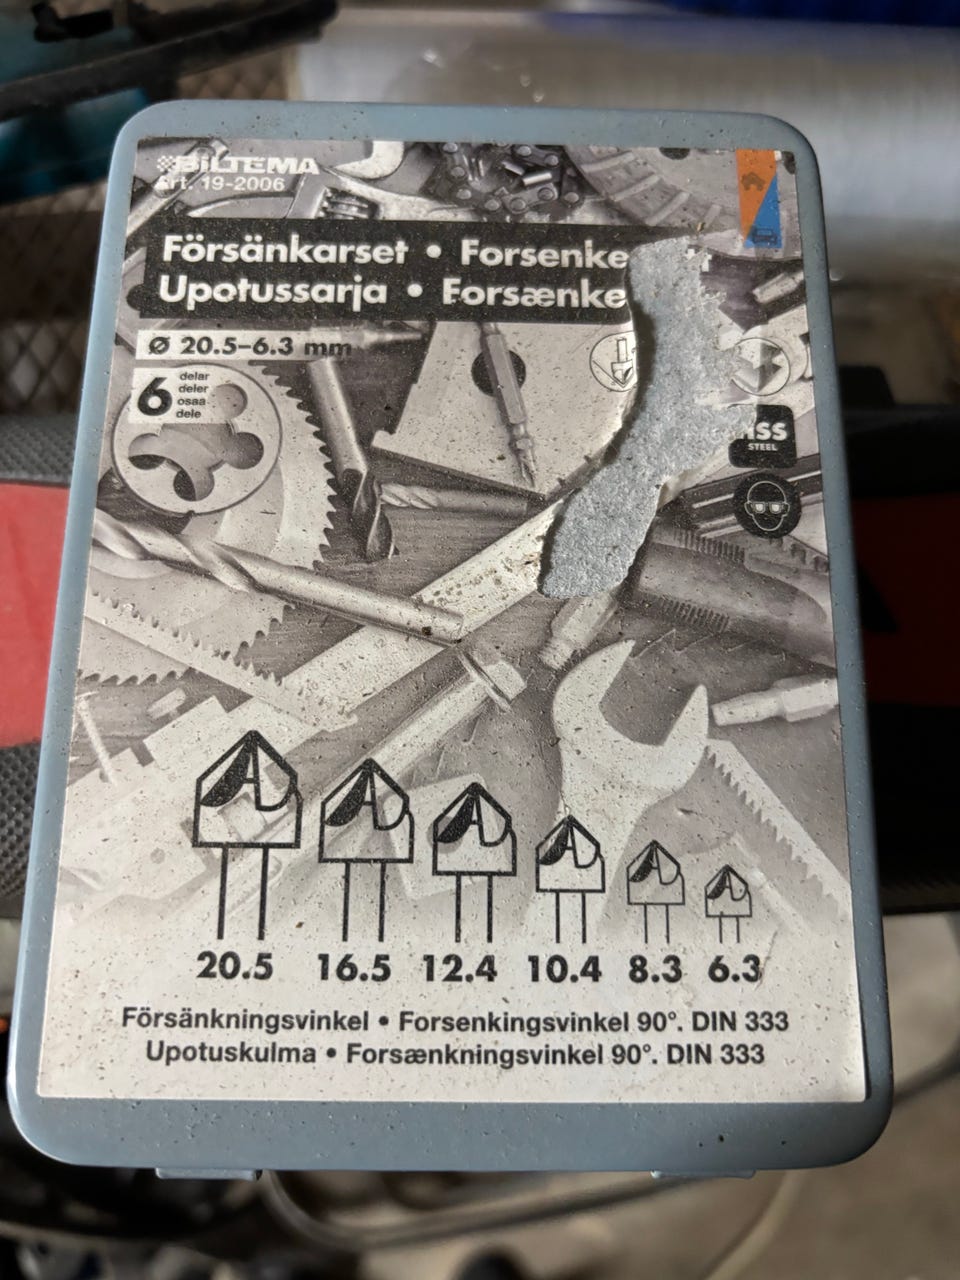 BILTEMA
Art. 19-2006
Försänkarset • Forsenke
Upotussarja • Forsænke
Ø 20.5–6.3 mm
6 delar
deler
osaa
dele
HSS
STEEL
20.5 16.5 12.4 10.4 8.3 6.3
Försänkningsvinkel • Forsenkingsvinkel 90°. DIN 333
Upotuskulma • Forsænkningsvinkel 90°. DIN 333